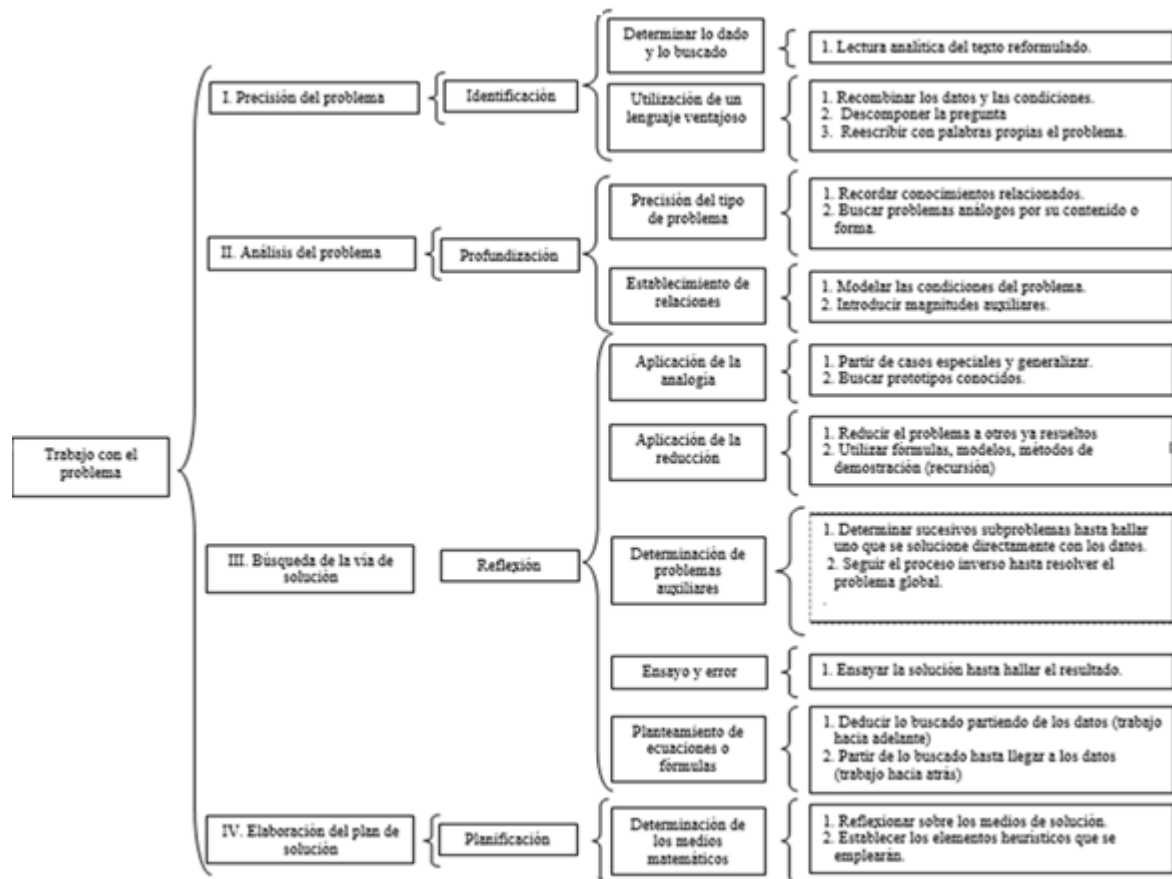 Trabajo con el
problema
I. Precisión del problema
Identificación
Determinar lo dado
y lo buscado
1. Lectura analítica del texto reformulado.
Utilización de un
lenguaje ventajoso
1. Recombinar los datos y las condiciones.
2. Descomponer la pregunta
3. Reescribir con palabras propias el problema.
II. Análisis del problema
Profundización
Precisión del tipo
de problema
1. Recordar conocimientos relacionados.
2. Buscar problemas análogos por su contenido o
forma.
Establecimiento de
relaciones
1. Modelar las condiciones del problema.
2. Introducir magnitudes auxiliares.
III. Búsqueda de la vía de
solución
Reflexión
Aplicación de la
analogía
1. Partir de casos especiales y generalizar.
2. Buscar prototipos conocidos.
Aplicación de la
reducción
1. Reducir el problema a otros ya resueltos
2. Utilizar fórmulas, modelos, métodos de
demostración (recursión)
Determinación de
problemas
auxiliares
1. Determinar sucesivos subproblemas hasta hallar
uno que se solucione directamente con los datos.
2. Seguir el proceso inverso hasta resolver el
problema global.
.
Ensayo y error
1. Ensayar la solución hasta hallar el resultado.
Planteamiento de
ecuaciones o
fórmulas
1. Deducir lo buscado partiendo de los datos (trabajo
hacia adelante)
2. Partir de lo buscado hasta llegar a los datos
(trabajo hacia atrás)
IV. Elaboración del plan de
solución
Planificación
Determinación de
los medios
matemáticos
1. Reflexionar sobre los medios de solución.
2. Establecer los elementos heurísticos que se
emplearán.